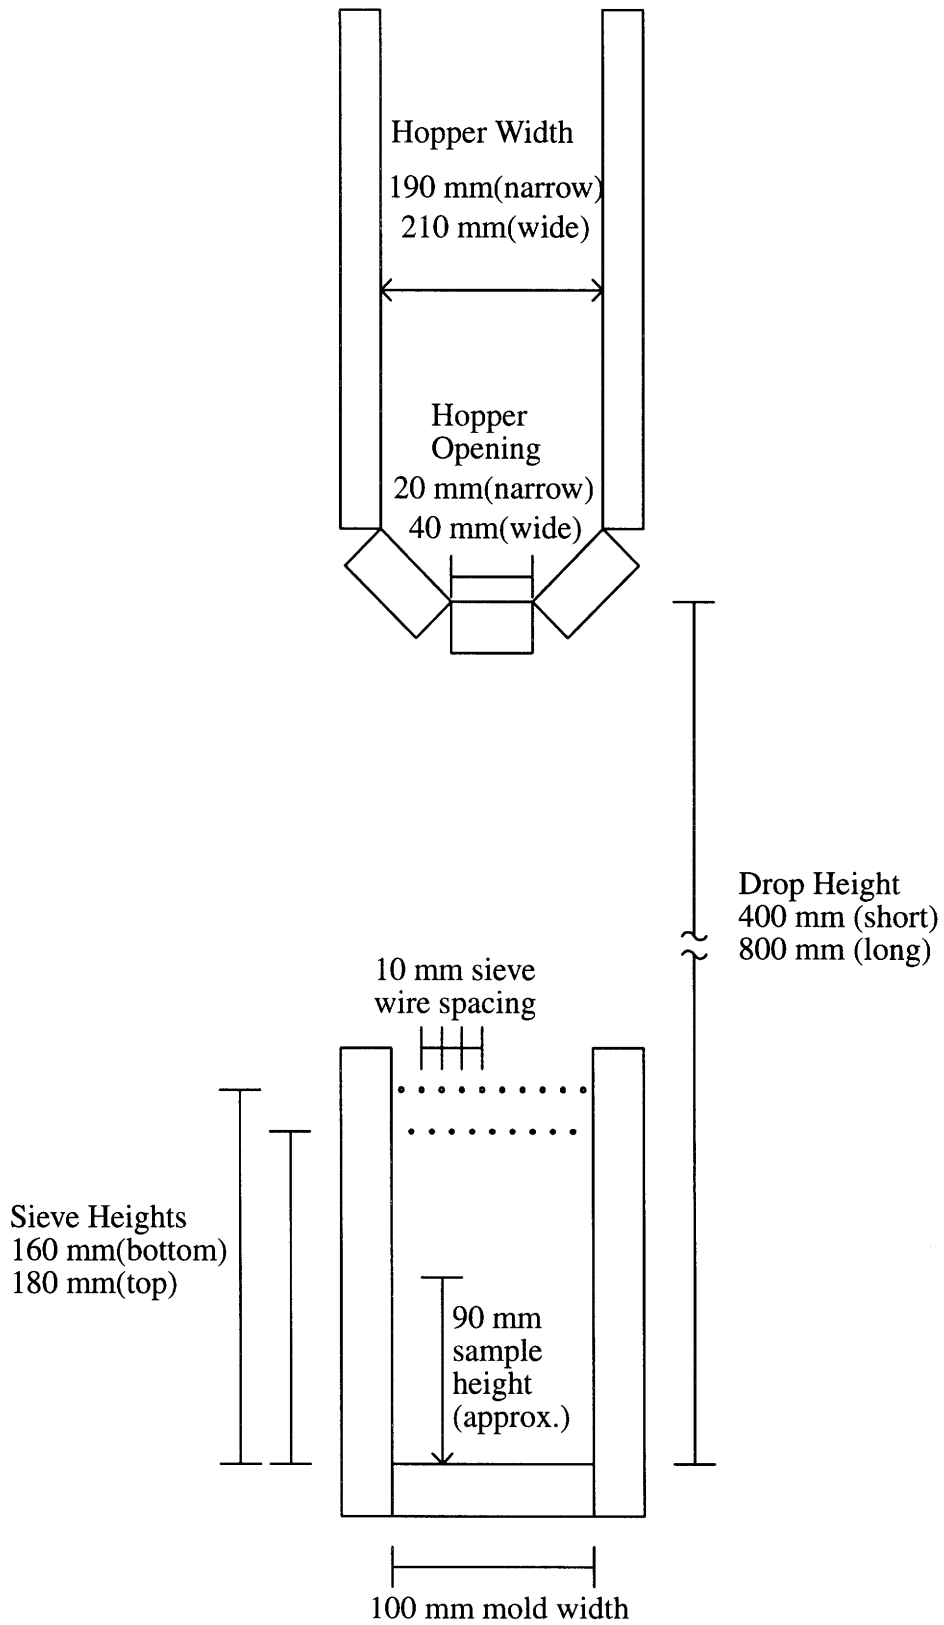 Hopper Width
190 mm(narrow)
210 mm(wide)
Hopper
Opening
20 mm(narrow)
40 mm(wide)
Drop Height
400 mm (short)
800 mm (long)
10 mm sieve
wire spacing
Sieve Heights
160 mm(bottom)
180 mm(top)
90 mm
sample
height
(approx.)
100 mm mold width